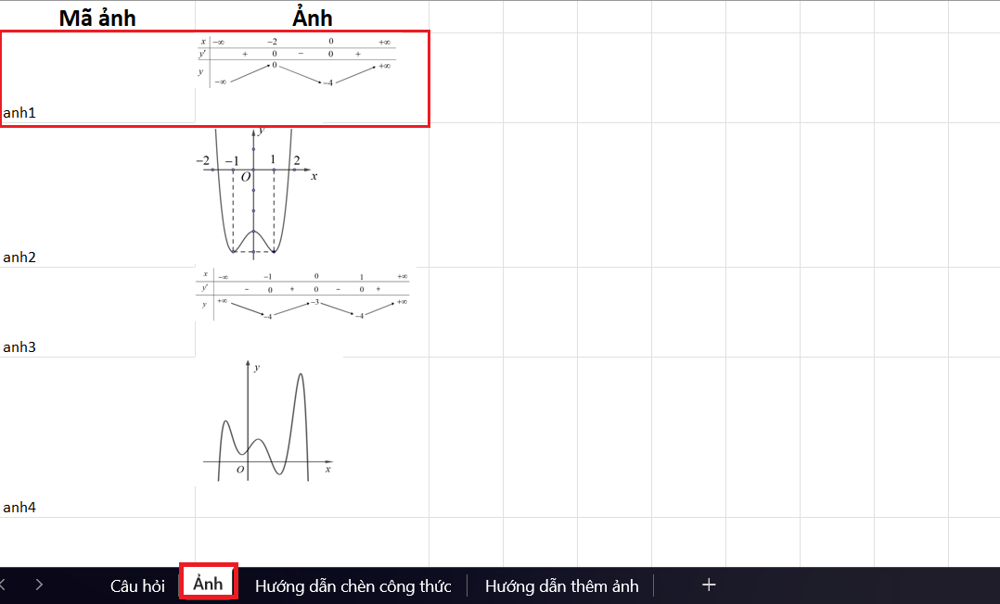 Mã ảnh Ảnh
x −∞ −2 0 +∞
y′ + 0 − 0 +
y −∞ 0 −4 +∞
anh1
y
−2 −1 1 2
O x
anh2
x −∞ −1 0 1 +∞
y′ − 0 + 0 − 0 +
y +∞ −4 −3 −4 +∞
anh3
y
O x
anh4
Câu hỏi Ảnh Hướng dẫn chèn công thức Hướng dẫn thêm ảnh +